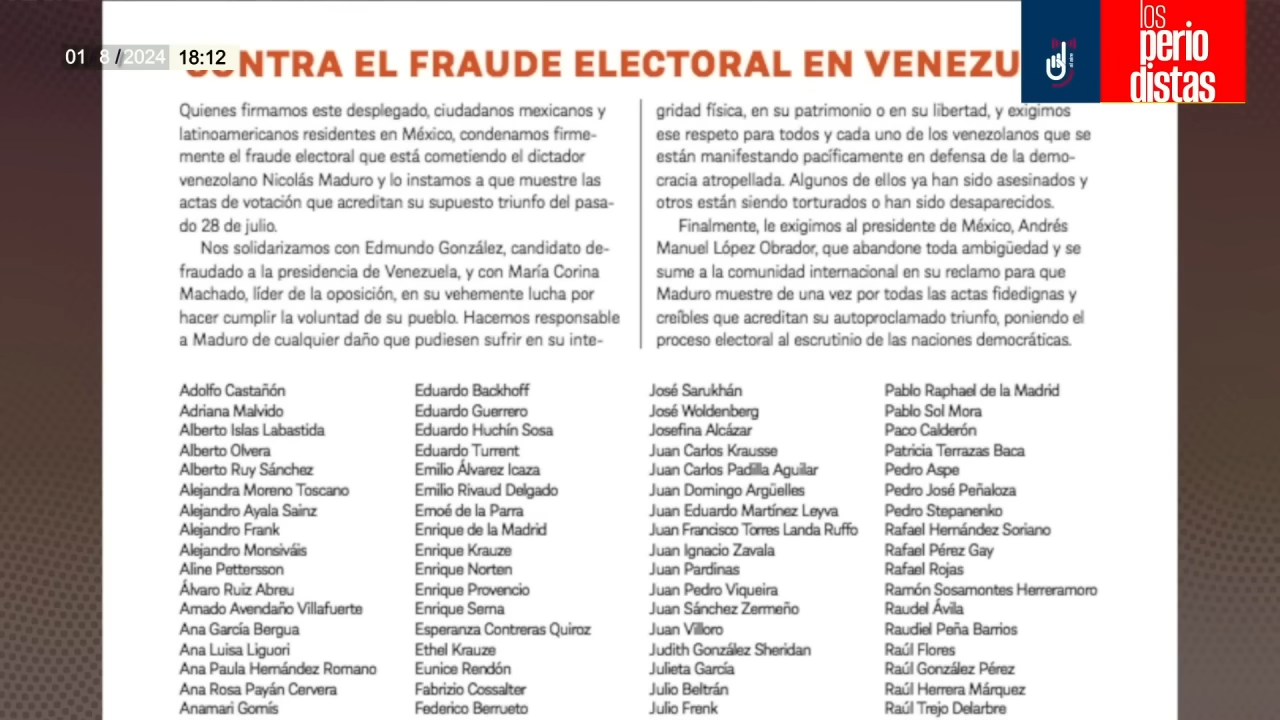 01 8 /2024 18:12
CONTRA EL FRAUDE ELECTORAL EN VENEZU
los
perio
distas
Quienes firmamos este desplegado, ciudadanos mexicanos y
latinoamericanos residentes en México, condenamos firme-
mente el fraude electoral que está cometiendo el dictador
venezolano Nicolás Maduro y lo instamos a que muestre las
actas de votación que acreditan su supuesto triunfo del pasa-
do 28 de julio.
Nos solidarizamos con Edmundo González, candidato de-
fraudado a la presidencia de Venezuela, y con María Corina
Machado, líder de la oposición, en su vehemente lucha por
hacer cumplir la voluntad de su pueblo. Hacemos responsable
a Maduro de cualquier daño que pudiesen sufrir en su inte-
gridad física, en su patrimonio o en su libertad, y exigimos
ese respeto para todos y cada uno de los venezolanos que se
están manifestando pacíficamente en defensa de la demo-
cracia atropellada. Algunos de ellos ya han sido asesinados y
otros están siendo torturados o han sido desaparecidos.
Finalmente, le exigimos al presidente de México, Andrés
Manuel López Obrador, que abandone toda ambigüedad y se
sume a la comunidad internacional en su reclamo para que
Maduro muestre de una vez por todas las actas fidedignas y
creíbles que acreditan su autoproclamado triunfo, poniendo el
proceso electoral al escrutinio de las naciones democráticas.
Adolfo Castañón
Adriana Malvido
Alberto Islas Labastida
Alberto Olvera
Alberto Ruy Sánchez
Alejandra Moreno Toscano
Alejandro Ayala Sainz
Alejandro Frank
Alejandro Monsiváis
Aline Pettersson
Álvaro Ruiz Abreu
Amado Avendaño Villafuerte
Ana García Bergua
Ana Luisa Liguori
Ana Paula Hernández Romano
Ana Rosa Payán Cervera
Anamari Gomís
Eduardo Backhoff
Eduardo Guerrero
Eduardo Huchín Sosa
Eduardo Turrent
Emilio Álvarez Icaza
Emilio Rivaud Delgado
Emoé de la Parra
Enrique de la Madrid
Enrique Krauze
Enrique Norten
Enrique Provencio
Enrique Serna
Esperanza Contreras Quiroz
Ethel Krauze
Eunice Rendón
Fabrizio Cossalter
Federico Berrueto
José Sarukhán
José Woldenberg
Josefina Alcázar
Juan Carlos Krausse
Juan Carlos Padilla Aguilar
Juan Domingo Argüelles
Juan Eduardo Martínez Leyva
Juan Francisco Torres Landa Ruffo
Juan Ignacio Zavala
Juan Pardinas
Juan Pedro Viqueira
Juan Sánchez Zermeño
Juan Villoro
Judith González Sheridan
Julieta García
Julio Beltrán
Julio Frenk
Pablo Raphael de la Madrid
Pablo Sol Mora
Paco Calderón
Patricia Terrazas Baca
Pedro Aspe
Pedro José Peñaloza
Pedro Stepanenko
Rafael Hernández Soriano
Rafael Pérez Gay
Rafael Rojas
Ramón Sosamontes Herreramoro
Raudel Ávila
Raudiel Peña Barrios
Raúl Flores
Raúl González Pérez
Raúl Herrera Márquez
Raúl Trejo Delarbre